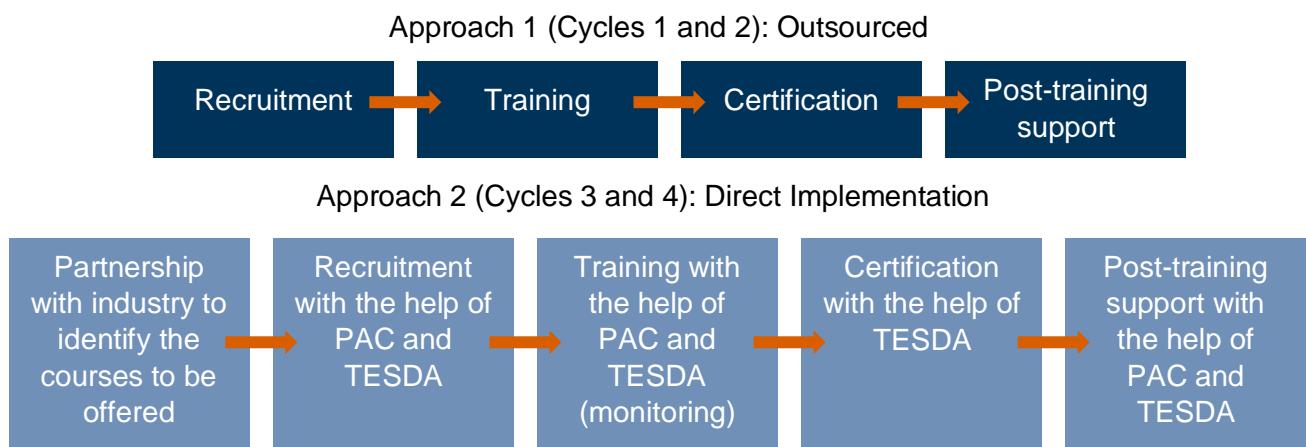 Approach 1 (Cycles 1 and 2): Outsourced
Recruitment
Training
Certification
Post-training
support
Approach 2 (Cycles 3 and 4): Direct Implementation
Partnership
with industry to
identify the
courses to be
offered
Recruitment
with the help of
PAC and
TESDA
Training with
the help of
PAC and
TESDA
(monitoring)
Certification
with the help of
TESDA
Post-training
support with
the help of
PAC and
TESDA